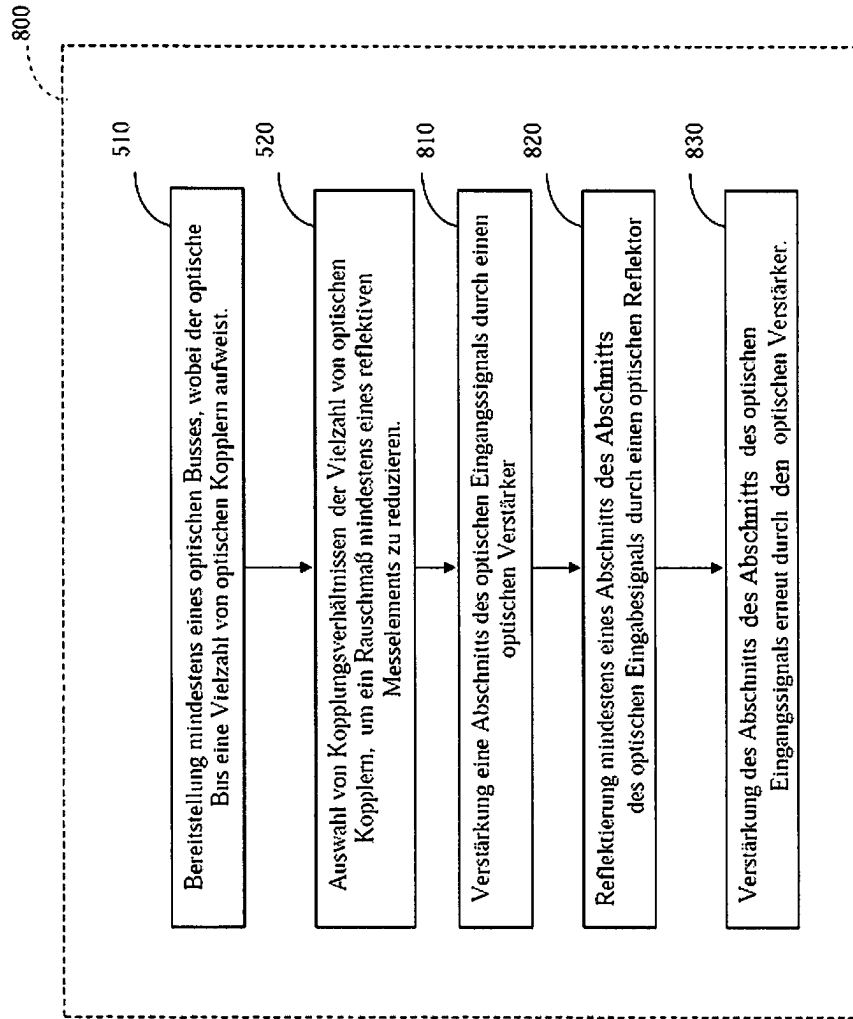 800
510
Bereitstellung mindestens eines optischen Busses, wobei der optische
Bus eine Vielzahl von optischen Kopplern aufweist.
520
Auswahl von Kopplungsverhältnissen der Vielzahl von optischen
Kopplern, um ein Rauschmaß mindestens eines reflektiven
Messelements zu reduzieren.
810
Verstärkung eine Abschnitts des optischen Eingangssignals durch einen
optischen Verstärker
820
Reflektierung mindestens eines Abschnitts des Abschnitts
des optischen Eingabesignals durch einen optischen Reflektor
830
Verstärkung des Abschnitts des Abschnitts des optischen
Eingangssignals erneut durch den optischen Verstärker.